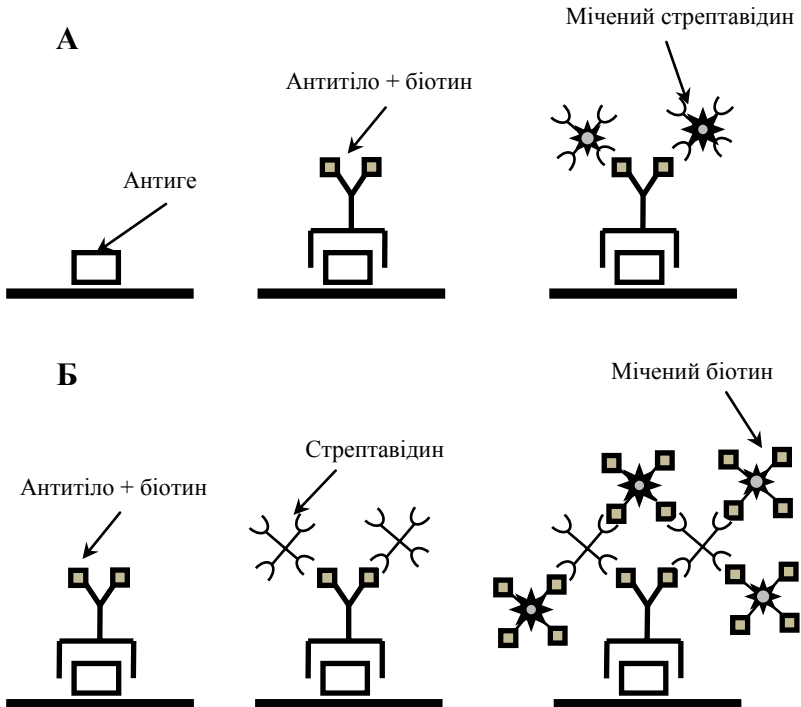 А
Мічений стрептавідин
Антитіло + біотин
Антиге
Б
Мічений біотин
Стрептавідин
Антитіло + біотин